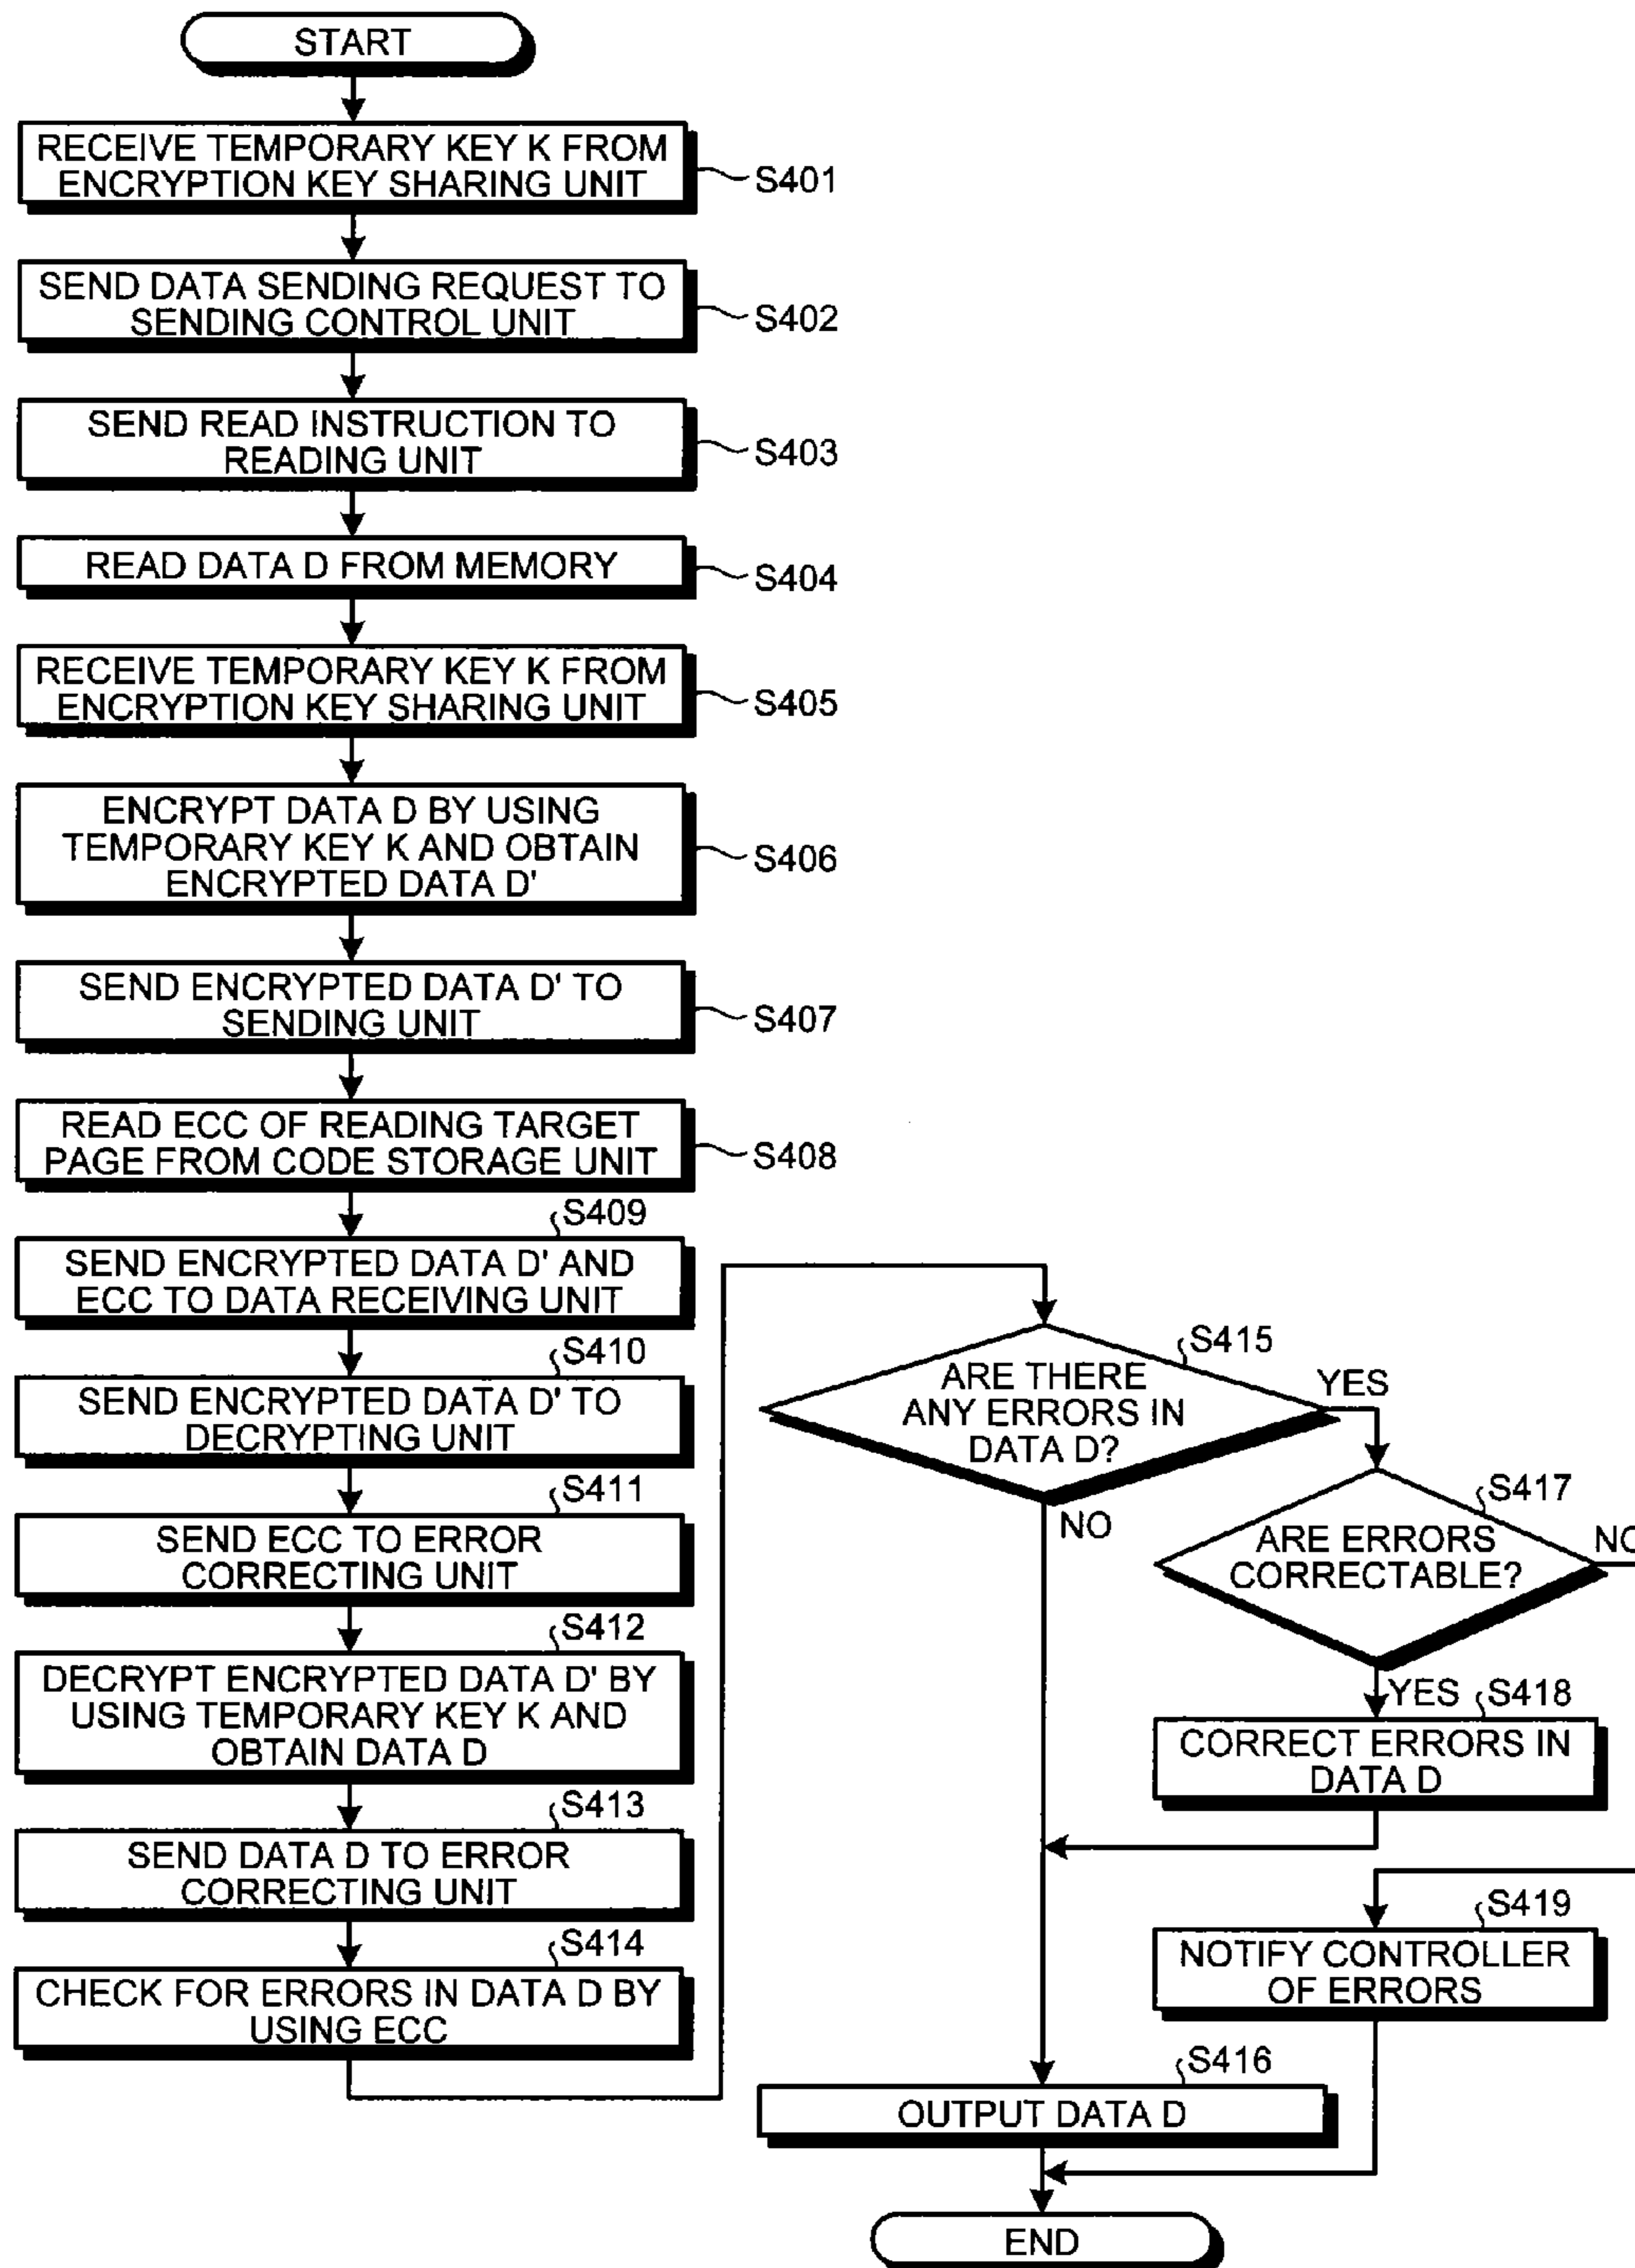 START
RECEIVE TEMPORARY KEY K FROM
ENCRYPTION KEY SHARING UNIT
S401
SEND DATA SENDING REQUEST TO
SENDING CONTROL UNIT
S402
SEND READ INSTRUCTION TO
READING UNIT
S403
READ DATA D FROM MEMORY
S404
RECEIVE TEMPORARY KEY K FROM
ENCRYPTION KEY SHARING UNIT
S405
ENCRYPT DATA D BY USING
TEMPORARY KEY K AND OBTAIN
ENCRYPTED DATA D'
S406
SEND ENCRYPTED DATA D' TO
SENDING UNIT
S407
READ ECC OF READING TARGET
PAGE FROM CODE STORAGE UNIT
S408
S409
SEND ENCRYPTED DATA D' AND
ECC TO DATA RECEIVING UNIT
S410
SEND ENCRYPTED DATA D' TO
DECRYPTING UNIT
S411
SEND ECC TO ERROR
CORRECTING UNIT
S412
DECRYPT ENCRYPTED DATA D' BY
USING TEMPORARY KEY K AND
OBTAIN DATA D
S413
SEND DATA D TO ERROR
CORRECTING UNIT
S414
CHECK FOR ERRORS IN DATA D BY
USING ECC
S415
ARE THERE
ANY ERRORS IN
DATA D?
YES
NO
S417
ARE ERRORS
CORRECTABLE?
NO
YES
S418
CORRECT ERRORS IN
DATA D
S419
NOTIFY CONTROLLER
OF ERRORS
S416
OUTPUT DATA D
END